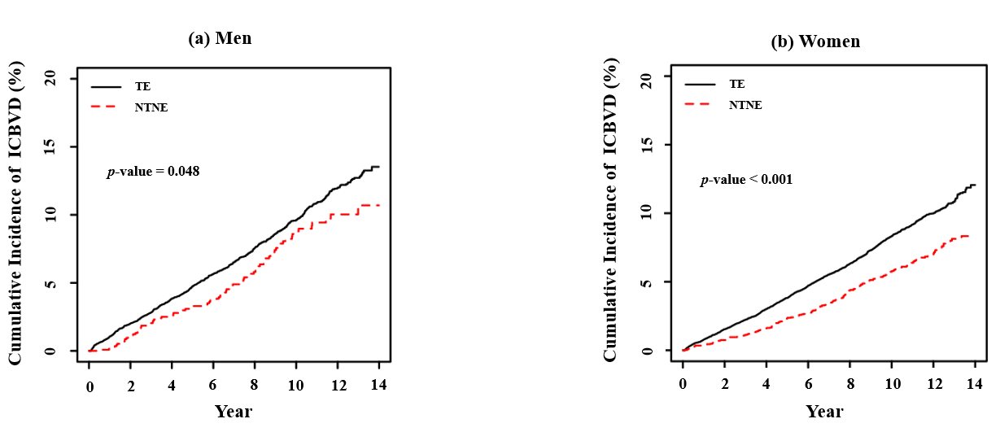 (a) Men
Cumulative Incidence of ICBVD (%)
20
15
10
5
0
TE
NTNE
p-value = 0.048
0 2 4 6 8 10 12 14
Year
(b) Women
Cumulative Incidence of ICBVD (%)
20
15
10
5
0
TE
NTNE
p-value < 0.001
0 2 4 6 8 10 12 14
Year